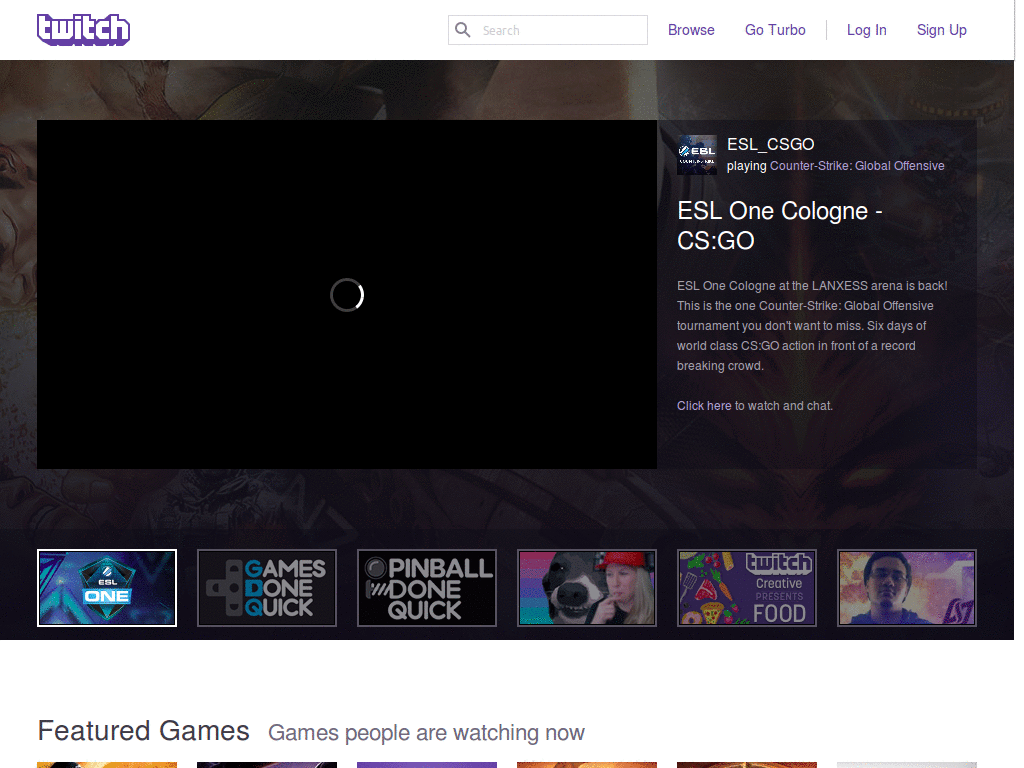 twitch
Search
Browse
Go Turbo
Log In
Sign Up
ESL_CSGO
playing Counter-Strike: Global Offensive
ESL One Cologne -
CS:GO
ESL One Cologne at the LANXESS arena is back!
This is the one Counter-Strike: Global Offensive
tournament you don't want to miss. Six days of
world class CS:GO action in front of a record
breaking crowd.
Click here to watch and chat.
ESL
ONE
GAMES
DONE
QUICK
PINBALL
DONE
QUICK
twitch
Creative
PRESENTS
FOOD
Featured Games
Games people are watching now